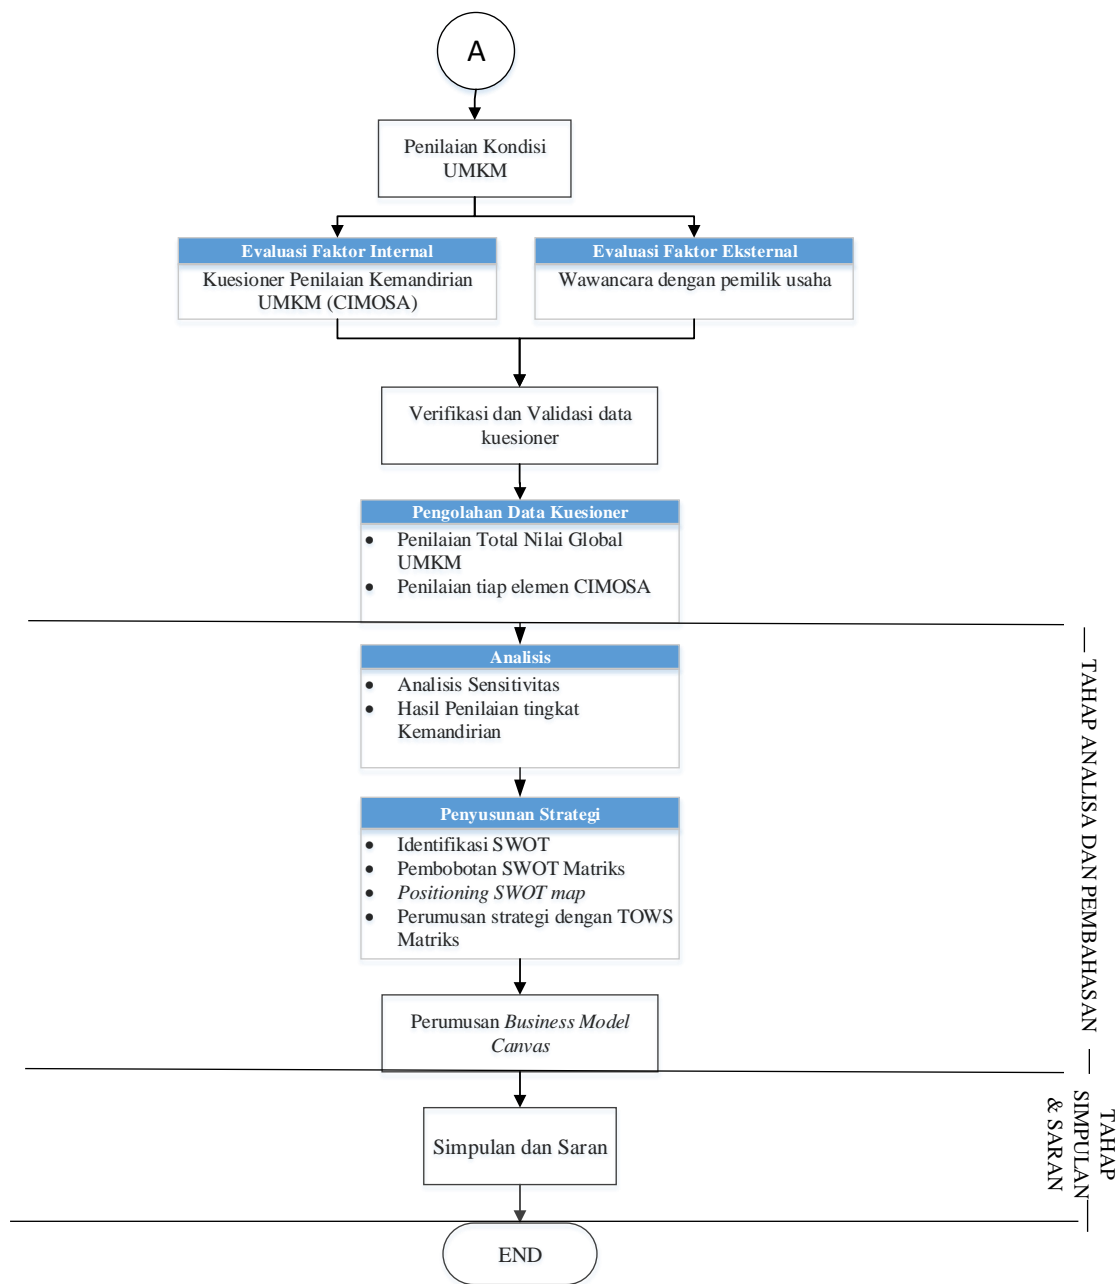 A
Penilaian Kondisi
UMKM
Evaluasi Faktor Internal
Kuesioner Penilaian Kemandirian
UMKM (CIMOSA)
Evaluasi Faktor Eksternal
Wawancara dengan pemilik usaha
Verifikasi dan Validasi data
kuesioner
Pengolahan Data Kuesioner
• Penilaian Total Nilai Global
UMKM
• Penilaian tiap elemen CIMOSA
Analisis
• Analisis Sensitivitas
• Hasil Penilaian tingkat
Kemandirian
Penyusunan Strategi
• Identifikasi SWOT
• Pembobotan SWOT Matriks
• Positioning SWOT map
• Perumusan strategi dengan TOWS
Matriks
Perumusan Business Model
Canvas
TAHAP ANALISA DAN PEMBAHASAN
Simpulan dan Saran
TAHAP
SIMPULAN
& SARAN
END